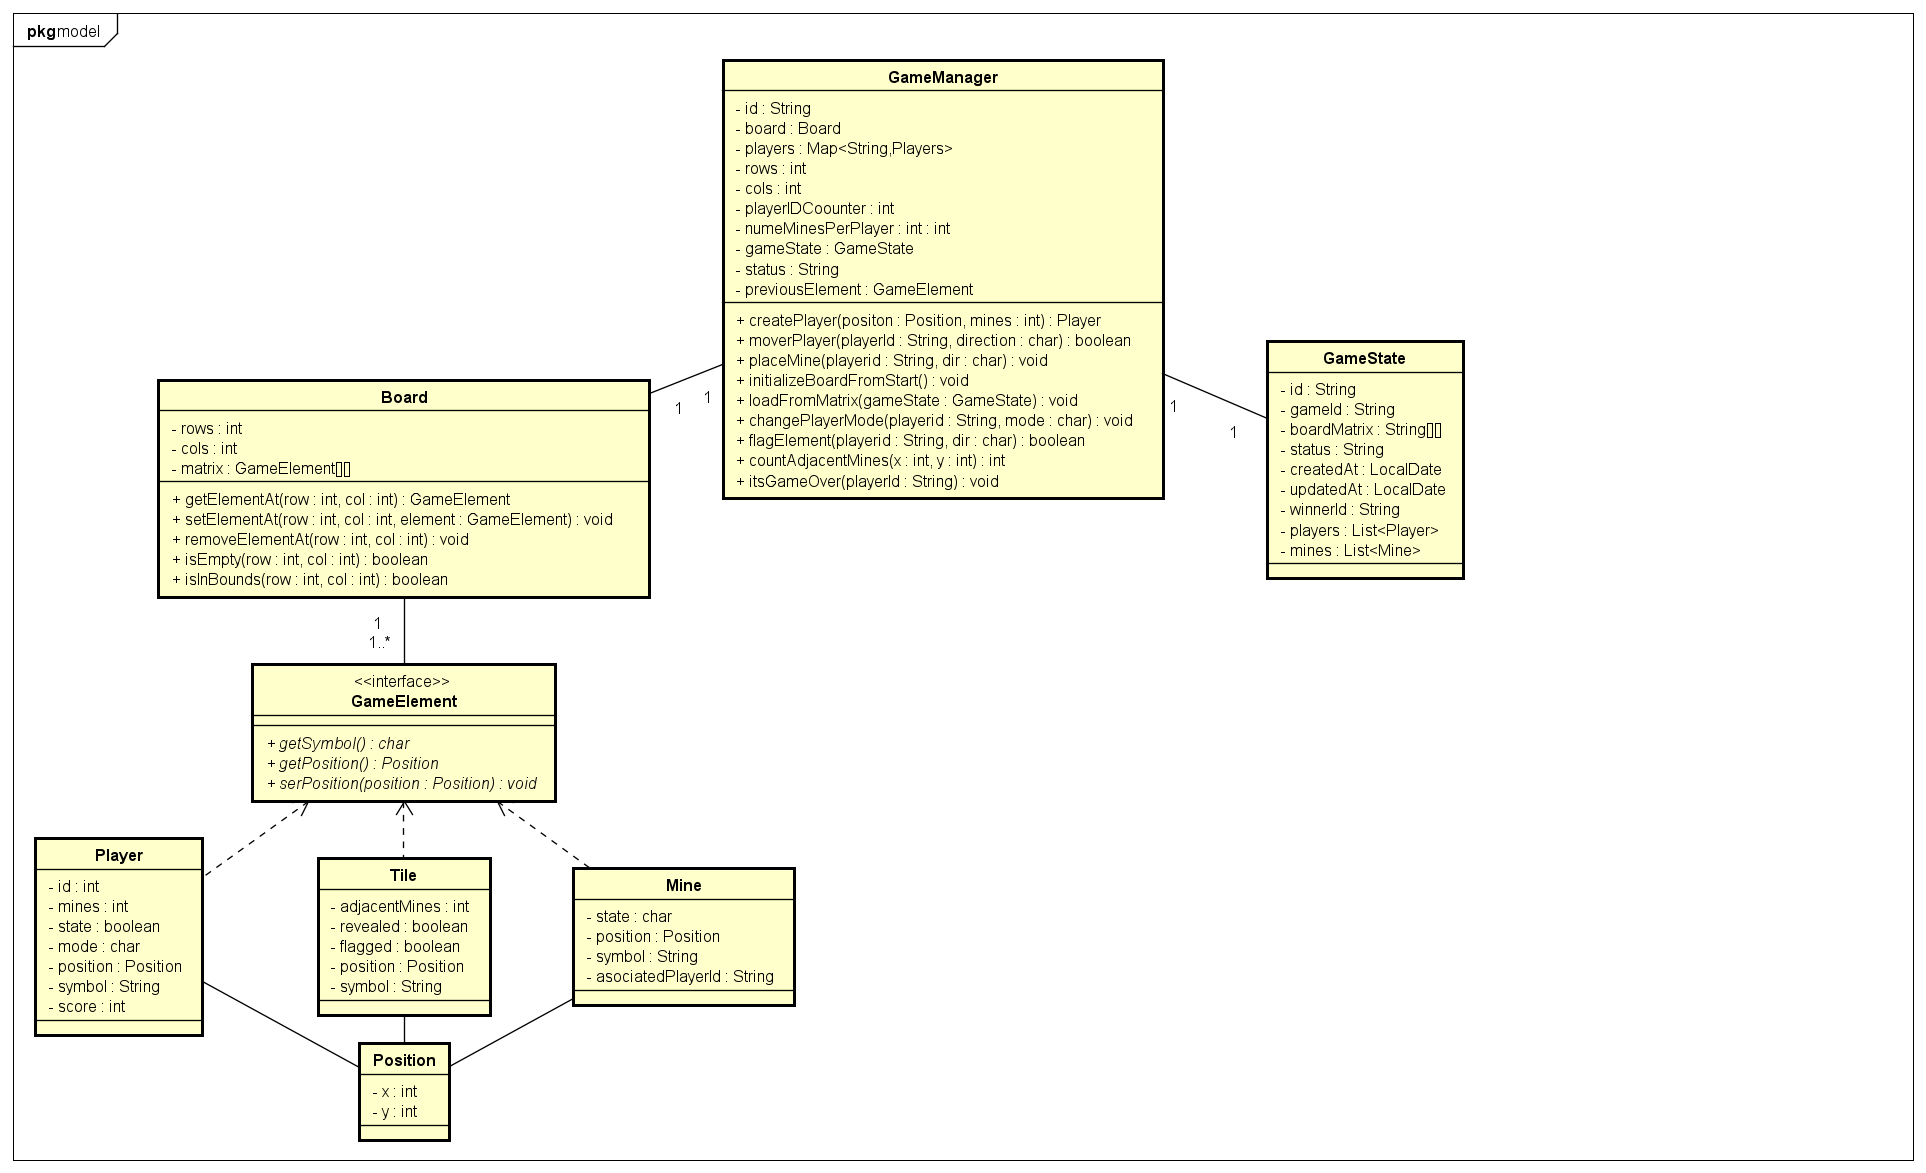 pkg model
GameManager
- id : String
- board : Board
- players : Map<String,Players>
- rows : int
- cols : int
- playerIDCoounter : int
- numeMinesPerPlayer : int : int
- gameState : GameState
- status : String
- previousElement : GameElement
+ createPlayer(positon : Position, mines : int) : Player
+ moverPlayer(playerId : String, direction : char) : boolean
+ placeMine(playerid : String, dir : char) : void
+ initializeBoardFromStart() : void
+ loadFromMatrix(gameState : GameState) : void
+ changePlayerMode(playerid : String, mode : char) : void
+ flagElement(playerid : String, dir : char) : boolean
+ countAdjacentMines(x : int, y : int) : int
+ itsGameOver(playerId : String) : void
GameState
- id : String
- gameId : String
- boardMatrix : String[][]
- status : String
- createdAt : LocalDate
- updatedAt : LocalDate
- winnerId : String
- players : List<Player>
- mines : List<Mine>
1
1
1
1
Board
- rows : int
- cols : int
- matrix : GameElement[][]
+ getElementAt(row : int, col : int) : GameElement
+ setElementAt(row : int, col : int, element : GameElement) : void
+ removeElementAt(row : int, col : int) : void
+ isEmpty(row : int, col : int) : boolean
+ isInBounds(row : int, col : int) : boolean
1
1..*
<<interface>>
GameElement
+ getSymbol() : char
+ getPosition() : Position
+ serPosition(position : Position) : void
Player
- id : int
- mines : int
- state : boolean
- mode : char
- position : Position
- symbol : String
- score : int
Tile
- adjacentMines : int
- revealed : boolean
- flagged : boolean
- position : Position
- symbol : String
Mine
- state : char
- position : Position
- symbol : String
- asociatedPlayerId : String
Position
- x : int
- y : int